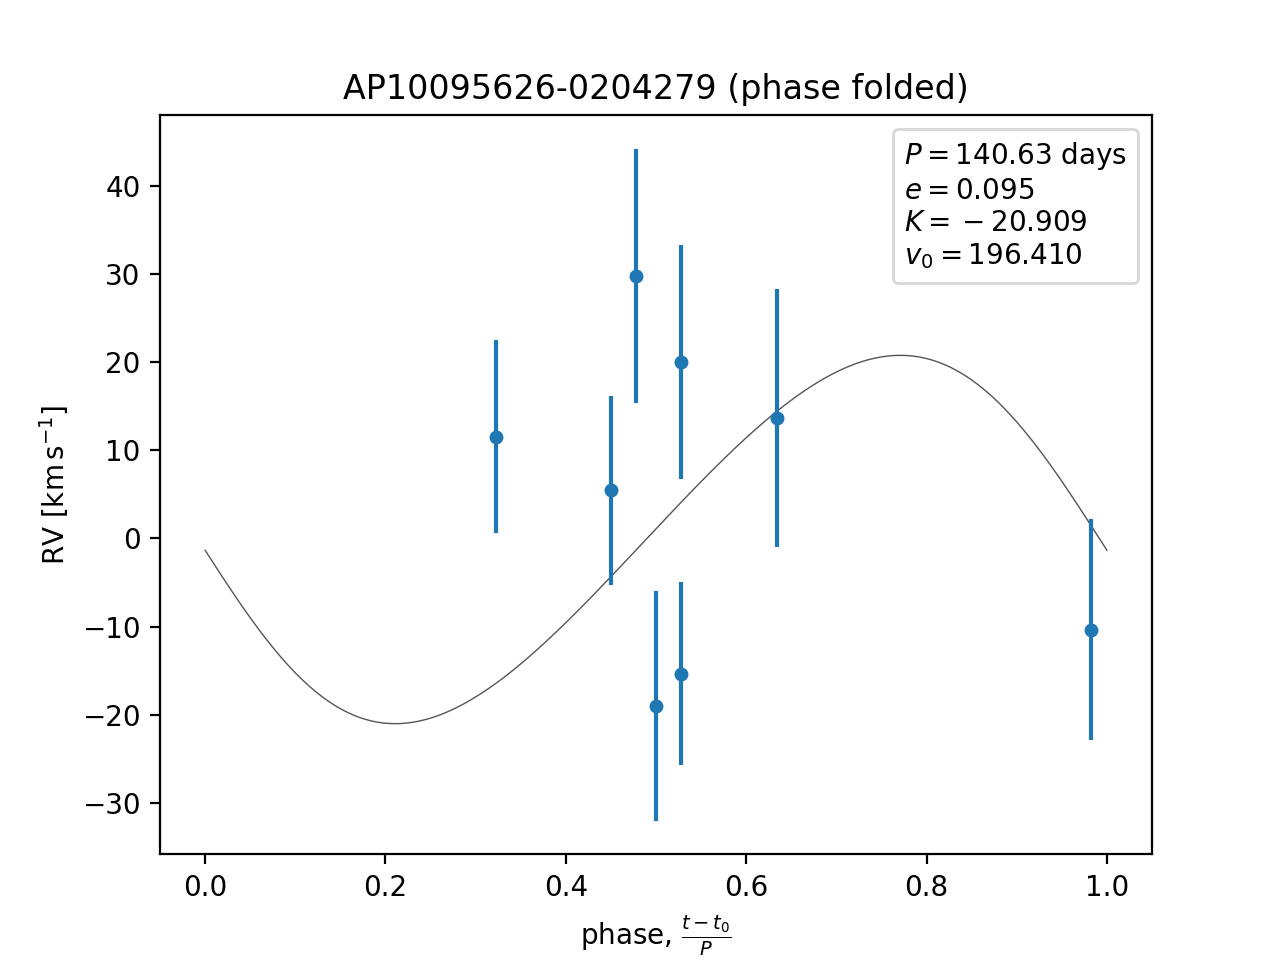 AP10095626-0204279 (phase folded)
P = 140.63 days
e = 0.095
K = −20.909
v₀ = 196.410
40
30
20
10
0
−10
−20
−30
RV [km s⁻¹]
0.0 0.2 0.4 0.6 0.8 1.0
phase, (t − t₀)/P